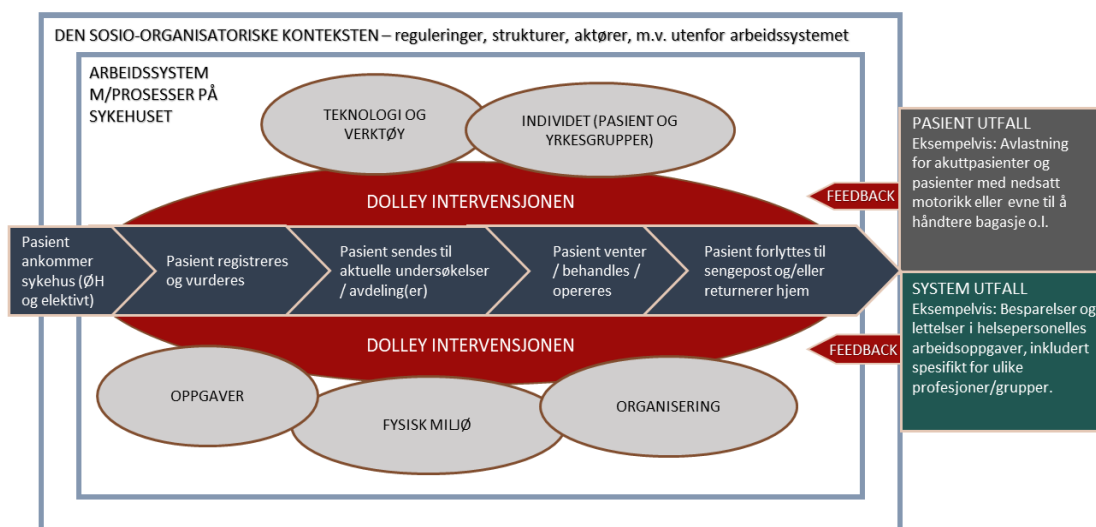 DEN SOSIO-ORGANISATORISKE KONTEKSTEN – reguleringer, strukturer, aktører, m.v. utenfor arbeidssystemet
ARBEIDSSYSTEM
M/PROSESSER PÅ
SYKEHUSET
TEKNOLOGI OG
VERKTØY
INDIVIDET (PASIENT OG
YRKESGRUPPER)
DOLLEY INTERVENSJONEN
Pasient
ankommer
sykehus (ØH
og elektivt)
Pasient registreres
og vurderes
Pasient sendes til
aktuelle undersøkelser
/ avdeling(er)
Pasient venter
/ behandles /
opereres
Pasient forlyttes til
sengepost og/eller
returnerer hjem
DOLLEY INTERVENSJONEN
OPPGAVER
FYSISK MILJØ
ORGANISERING
FEEDBACK
FEEDBACK
PASIENT UTFALL
Eksempelvis: Avlastning
for akuttpasienter og
pasienter med nedsatt
motorikk eller evne til å
håndtere bagasje o.l.
SYSTEM UTFALL
Eksempelvis: Besparelser og
lettelser i helsepersonelles
arbeidsoppgaver, inkludert
spesifikt for ulike
profesjoner/grupper.